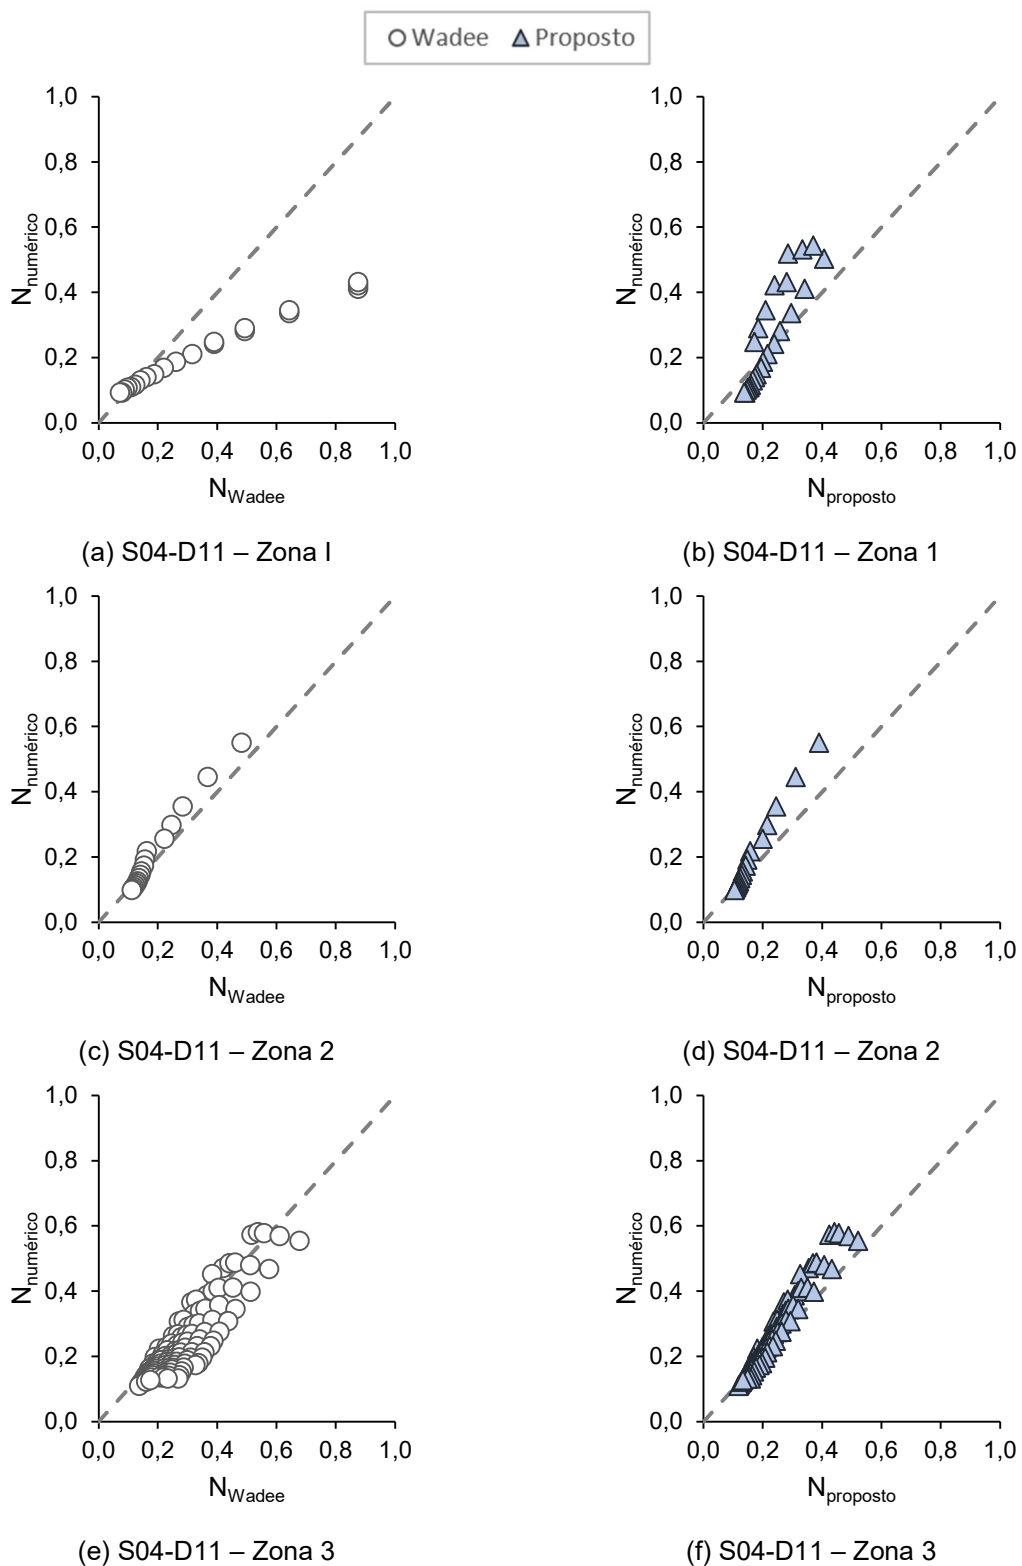 Wadee Proposto
1,0
0,8
0,6
0,4
0,2
0,0
Nnumérico
0,0 0,2 0,4 0,6 0,8 1,0
NWadee
(a) S04-D11 – Zona I
1,0
0,8
0,6
0,4
0,2
0,0
Nnumérico
0,0 0,2 0,4 0,6 0,8 1,0
Nproposto
(b) S04-D11 – Zona 1
1,0
0,8
0,6
0,4
0,2
0,0
Nnumérico
0,0 0,2 0,4 0,6 0,8 1,0
NWadee
(c) S04-D11 – Zona 2
1,0
0,8
0,6
0,4
0,2
0,0
Nnumérico
0,0 0,2 0,4 0,6 0,8 1,0
Nproposto
(d) S04-D11 – Zona 2
1,0
0,8
0,6
0,4
0,2
0,0
Nnumérico
0,0 0,2 0,4 0,6 0,8 1,0
NWadee
(e) S04-D11 – Zona 3
1,0
0,8
0,6
0,4
0,2
0,0
Nnumérico
0,0 0,2 0,4 0,6 0,8 1,0
Nproposto
(f) S04-D11 – Zona 3